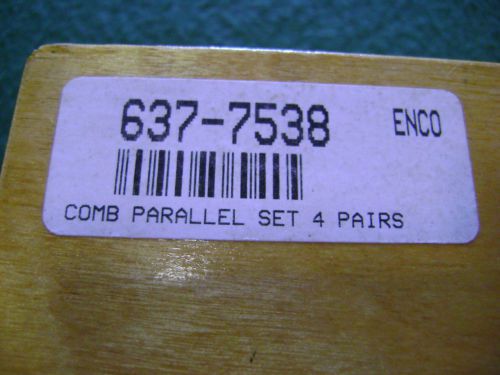 637-7538 ENCO
COMB PARALLEL SET 4 PAIRS